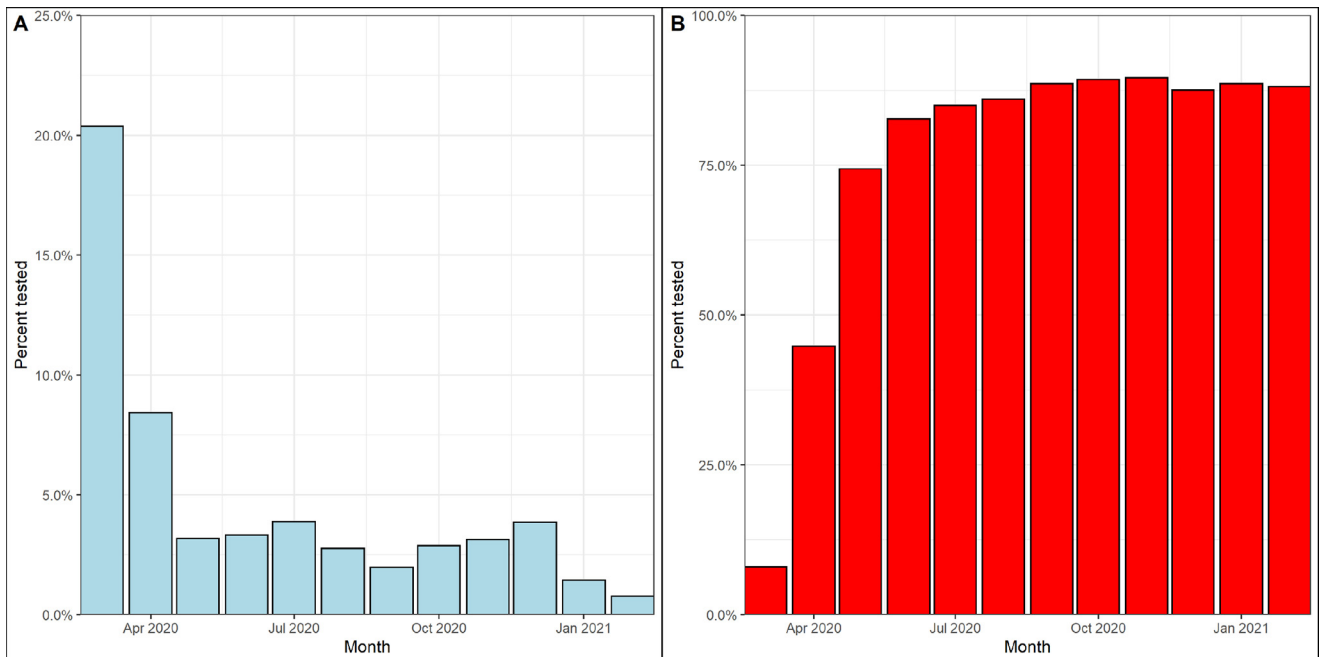 A
25.0%
20.0%
15.0%
10.0%
5.0%
0.0%
Percent tested
Apr 2020 Jul 2020 Oct 2020 Jan 2021
Month
B
100.0%
75.0%
50.0%
25.0%
0.0%
Percent tested
Apr 2020 Jul 2020 Oct 2020 Jan 2021
Month